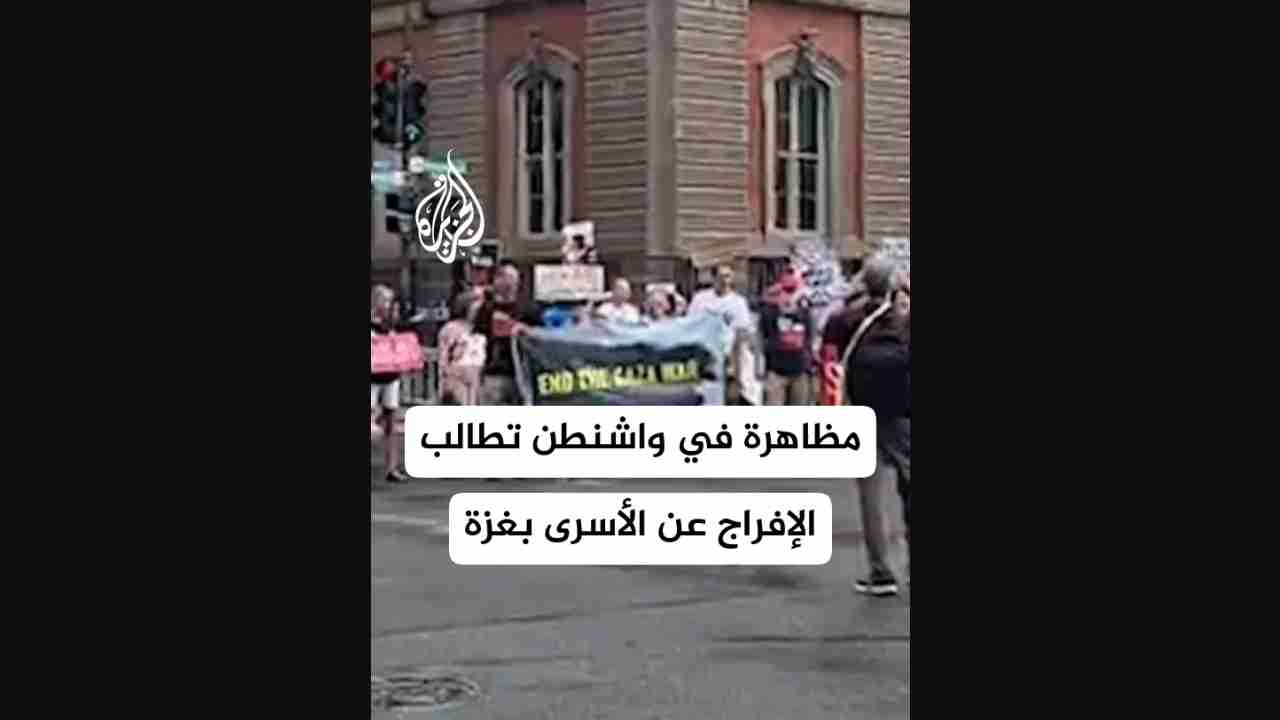 الجزيرة
END THE GAZA WAR
مظاهرة في واشنطن تطالب
الإفراج عن الأسرى بغزة